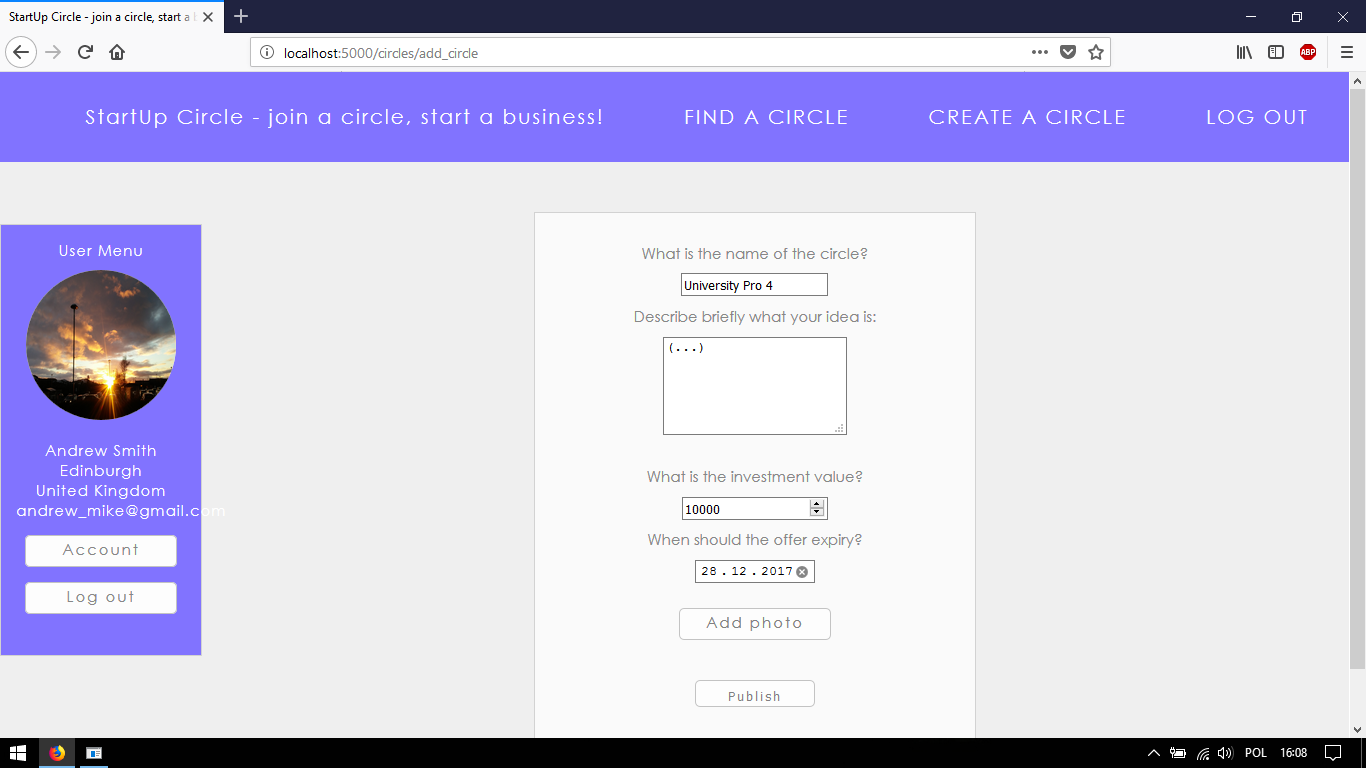 StartUp Circle - join a circle, start a b
localhost:5000/circles/add_circle
ABP
StartUp Circle - join a circle, start a business! FIND A CIRCLE CREATE A CIRCLE LOG OUT
User Menu
Andrew Smith
Edinburgh
United Kingdom
andrew_mike@gmail.com
Account
Log out
What is the name of the circle?
University Pro 4
Describe briefly what your idea is:
(...)
What is the investment value?
10000
When should the offer expiry?
28 . 12 . 2017
Add photo
Publish
POL 16:08